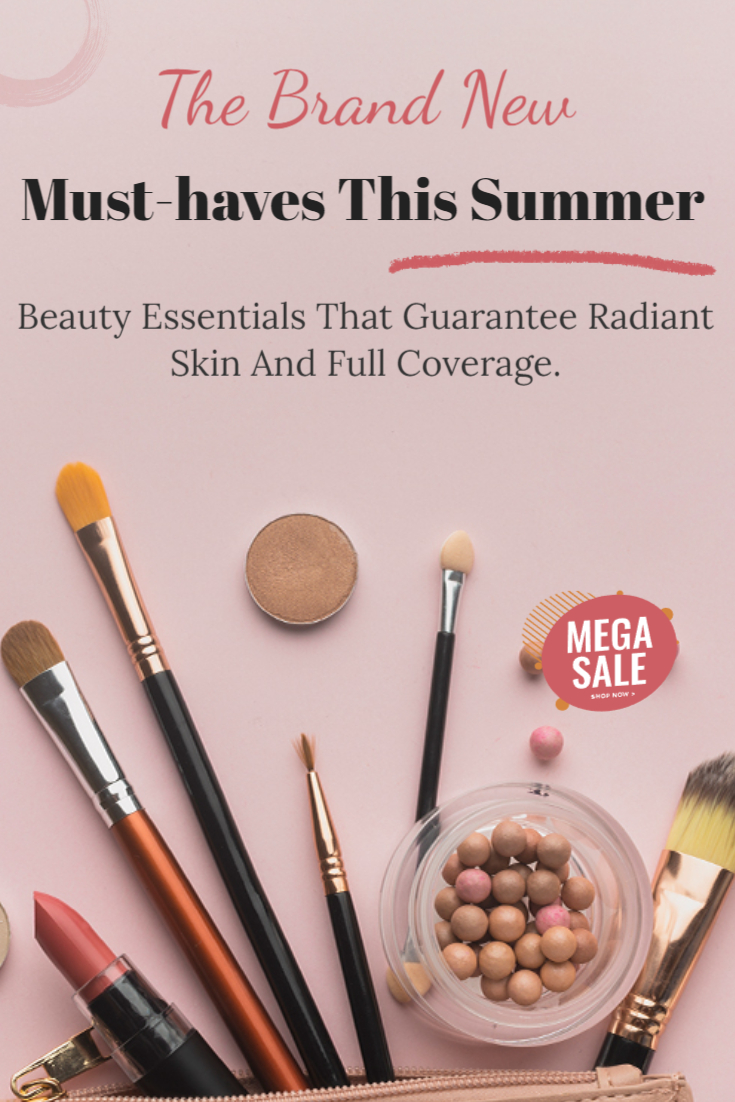 The Brand New
Must-haves This Summer
Beauty Essentials That Guarantee Radiant
Skin And Full Coverage.
MEGA
SALE
SHOP NOW >